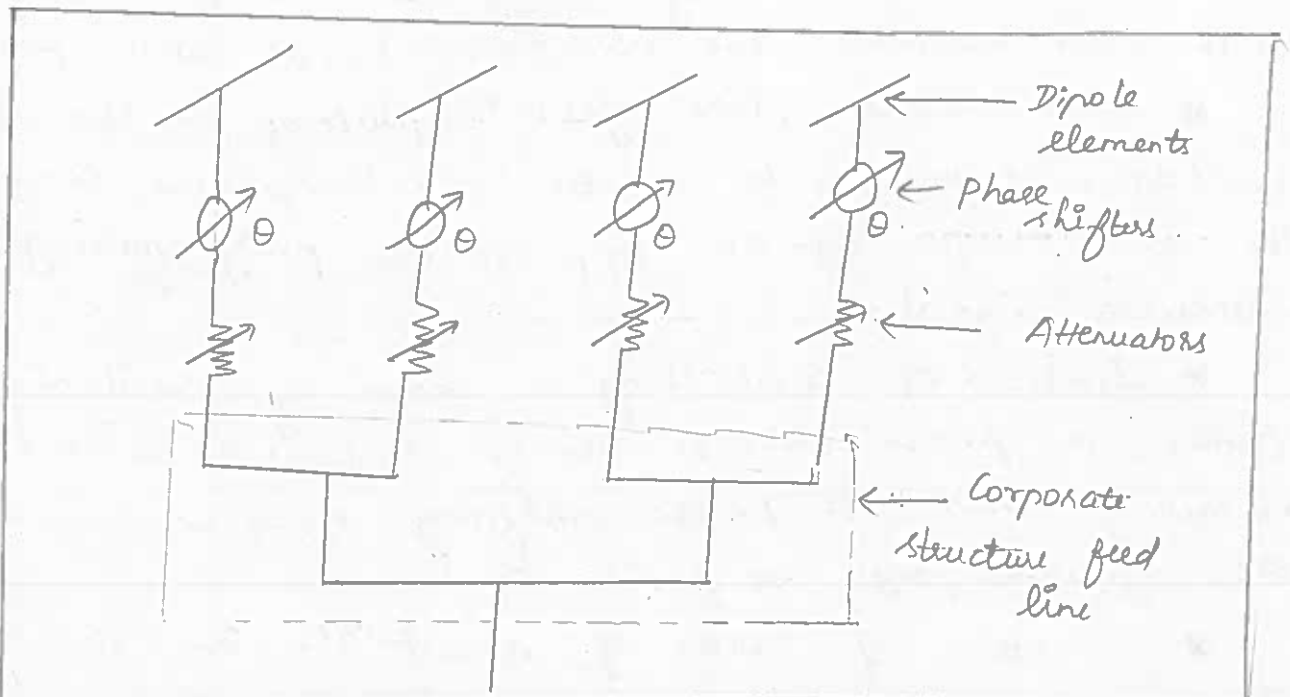 Dipole
elements
Phase
shifters
θ
θ
θ
θ
Attenuators
Corporate
structure feed
line